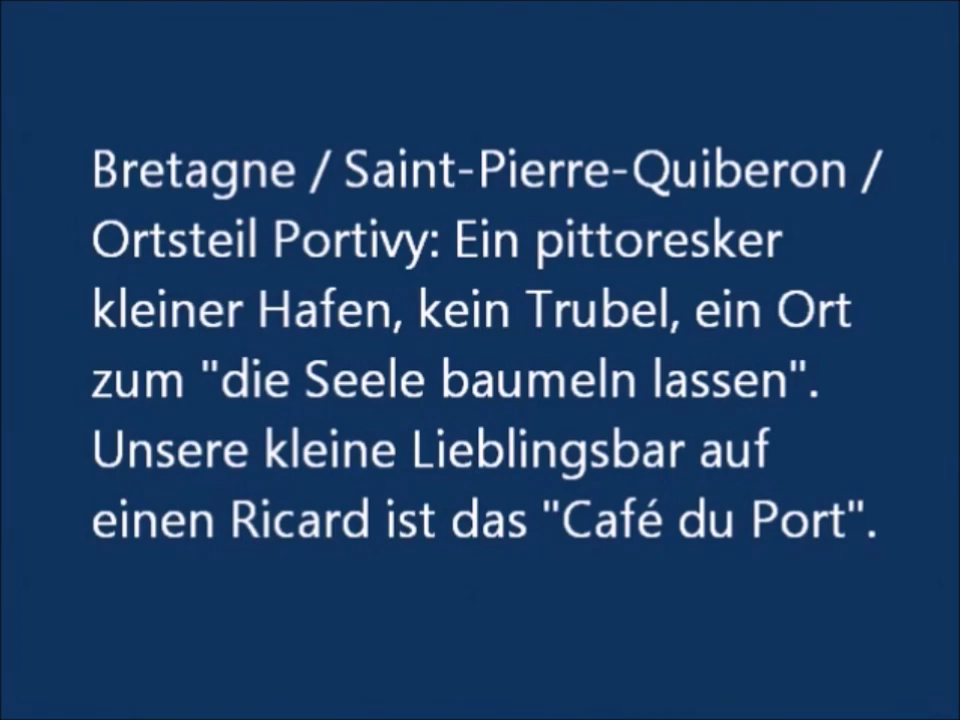 Bretagne / Saint-Pierre-Quiberon /
Ortsteil Portivy: Ein pittoresker
kleiner Hafen, kein Trubel, ein Ort
zum "die Seele baumeln lassen".
Unsere kleine Lieblingsbar auf
einen Ricard ist das "Café du Port".